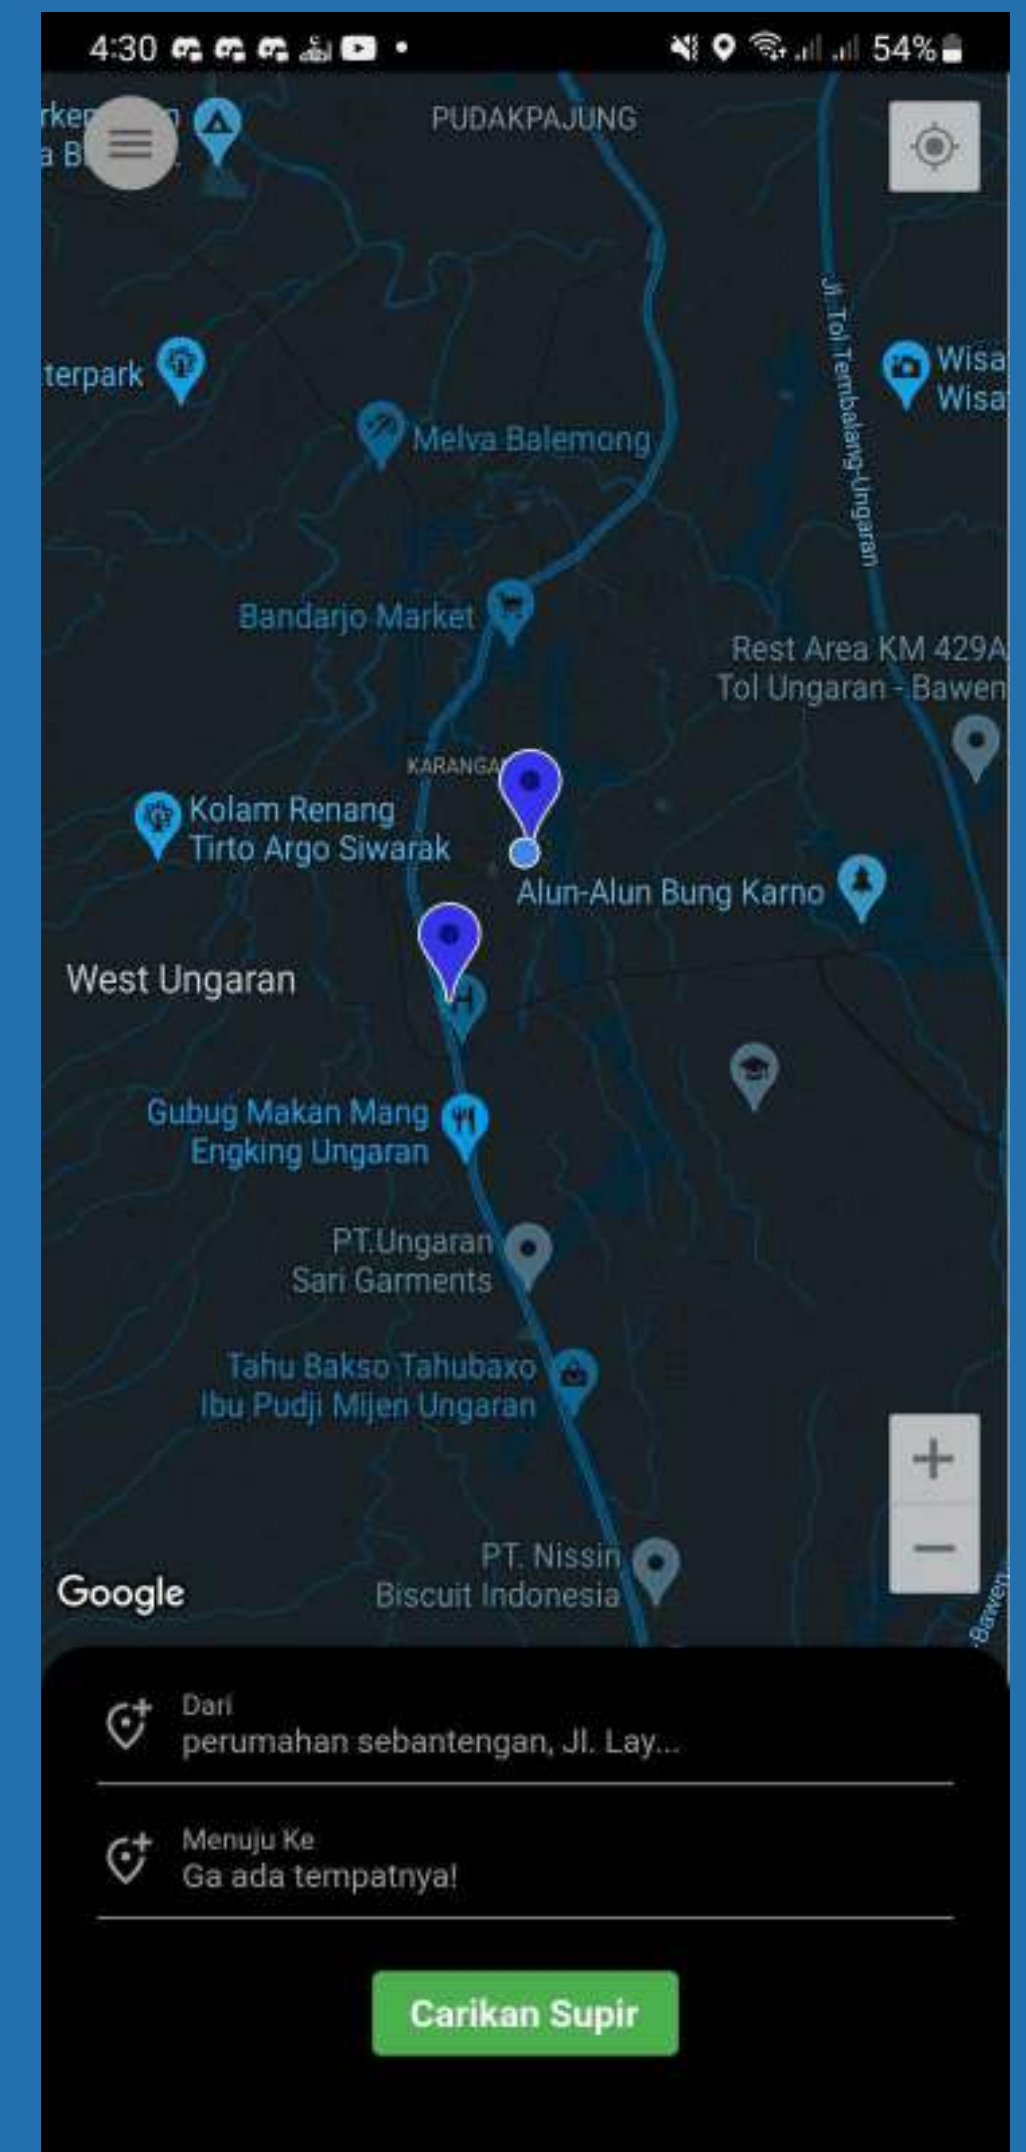 4:30
54%
PUDAKPAJUNG
Jl. Tol Tembalang-Ungaran
terpark
Wisa
Wisa
Melva Balemong
Bandarjo Market
Rest Area KM 429A
Tol Ungaran - Bawen
KARANGA
Kolam Renang
Tirto Argo Siwarak
Alun-Alun Bung Karno
West Ungaran
H
Gubug Makan Mang
Engking Ungaran
PT.Ungaran
Sari Garments
Tahu Bakso Tahubaxo
Ibu Pudji Mijen Ungaran
PT. Nissin
Biscuit Indonesia
-Bawen
Google
Dari
perumahan sebantengan, Jl. Lay...
Menuju Ke
Ga ada tempatnya!
Carikan Supir